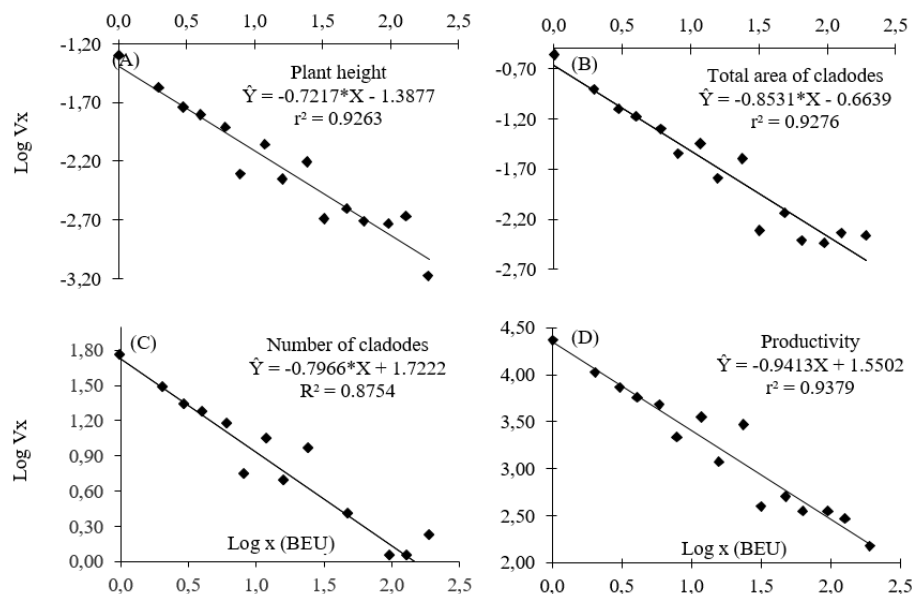 0,0 0,5 1,0 1,5 2,0 2,5
-1,20
-1,70
-2,20
-2,70
-3,20
Log Vx
(A)
Plant height
Ŷ = -0.7217*X - 1.3877
r² = 0.9263
0,0 0,5 1,0 1,5 2,0 2,5
-0,70
-1,20
-1,70
-2,20
-2,70
(B)
Total area of cladodes
Ŷ = -0.8531*X - 0.6639
r² = 0.9276
1,80
1,50
1,20
0,90
0,60
0,30
0,00
Log Vx
(C)
Number of cladodes
Ŷ = -0.7966*X + 1.7222
R² = 0.8754
Log x (BEU)
0,0 0,5 1,0 1,5 2,0 2,5
4,50
4,00
3,50
3,00
2,50
2,00
(D)
Productivity
Ŷ = -0.9413X + 1.5502
r² = 0.9379
Log x (BEU)
0,0 0,5 1,0 1,5 2,0 2,5